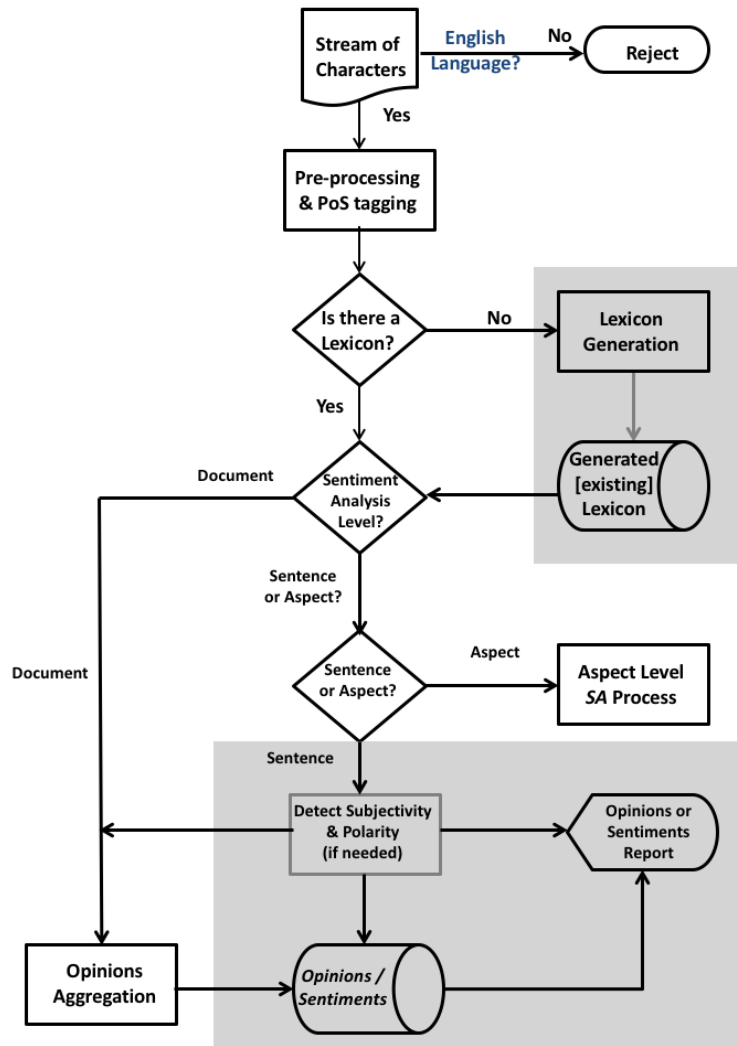 Stream of
Characters
English
Language?
No
Reject
Yes
Pre-processing
& PoS tagging
Is there a
Lexicon?
No
Lexicon
Generation
Yes
Generated
[existing]
Lexicon
Document
Sentiment
Analysis
Level?
Sentence
or Aspect?
Document
Sentence
or Aspect?
Aspect
Aspect Level
SA Process
Sentence
Detect Subjectivity
& Polarity
(if needed)
Opinions or
Sentiments
Report
Opinions
Aggregation
Opinions /
Sentiments